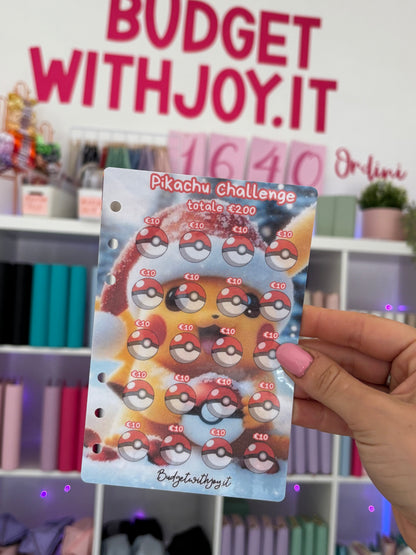 BUDGET
WITHJOY.IT
1640
Ordini
Pikachu Challenge
totale €200
€10 €10 €10 €10
€10 €10 €10 €10
€10 €10 €10 €10
€10 €10 €10 €10
€10 €10 €10 €10
Budgetwithjoy.it